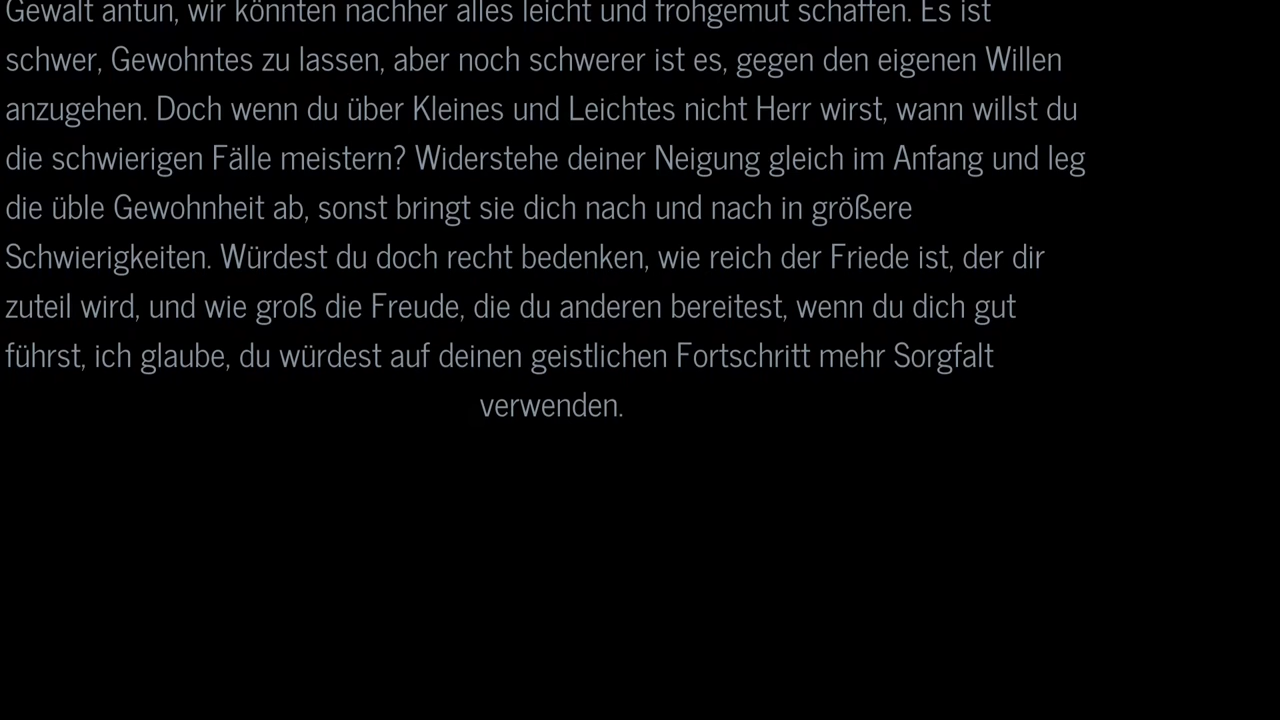 Gewalt antun, wir könnten nachher alles leicht und frohgemut schaffen. Es ist
schwer, Gewohntes zu lassen, aber noch schwerer ist es, gegen den eigenen Willen
anzugehen. Doch wenn du über Kleines und Leichtes nicht Herr wirst, wann willst du
die schwierigen Fälle meistern? Widerstehe deiner Neigung gleich im Anfang und leg
die üble Gewohnheit ab, sonst bringt sie dich nach und nach in größere
Schwierigkeiten. Würdest du doch recht bedenken, wie reich der Friede ist, der dir
zuteil wird, und wie groß die Freude, die du anderen bereitest, wenn du dich gut
führst, ich glaube, du würdest auf deinen geistlichen Fortschritt mehr Sorgfalt
verwenden.